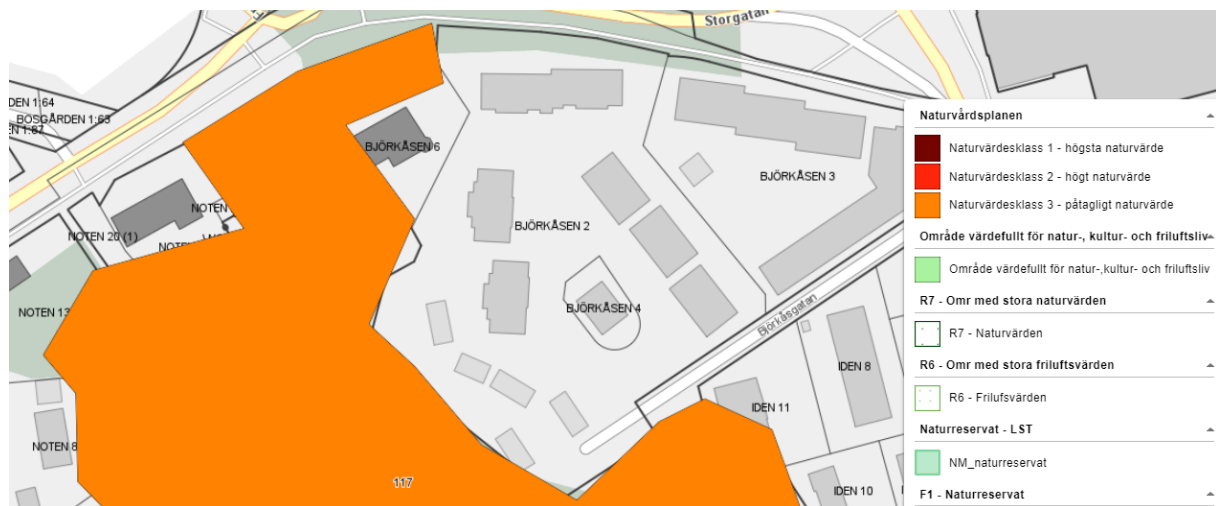 Storgatan
DEN 1:64
BOSGÅRDEN 1:63
N 1:67
BJÖRKÅSEN 6
BJÖRKÅSEN 3
NOTEN
NOTEN 20 (1)
BJÖRKÅSEN 2
NOTEN 13
BJÖRKÅSEN 4
Björkåsgatan
IDEN 8
IDEN 11
NOTEN 8
117
IDEN 10
Naturvårdsplanen
Naturvärdesklass 1 - högsta naturvärde
Naturvärdesklass 2 - högt naturvärde
Naturvärdesklass 3 - påtagligt naturvärde
Område värdefullt för natur-, kultur- och friluftsliv
Område värdefullt för natur-,kultur- och friluftsliv
R7 - Omr med stora naturvärden
R7 - Naturvärden
R6 - Omr med stora friluftsvärden
R6 - Frilufsvärden
Naturreservat - LST
NM_naturreservat
F1 - Naturreservat